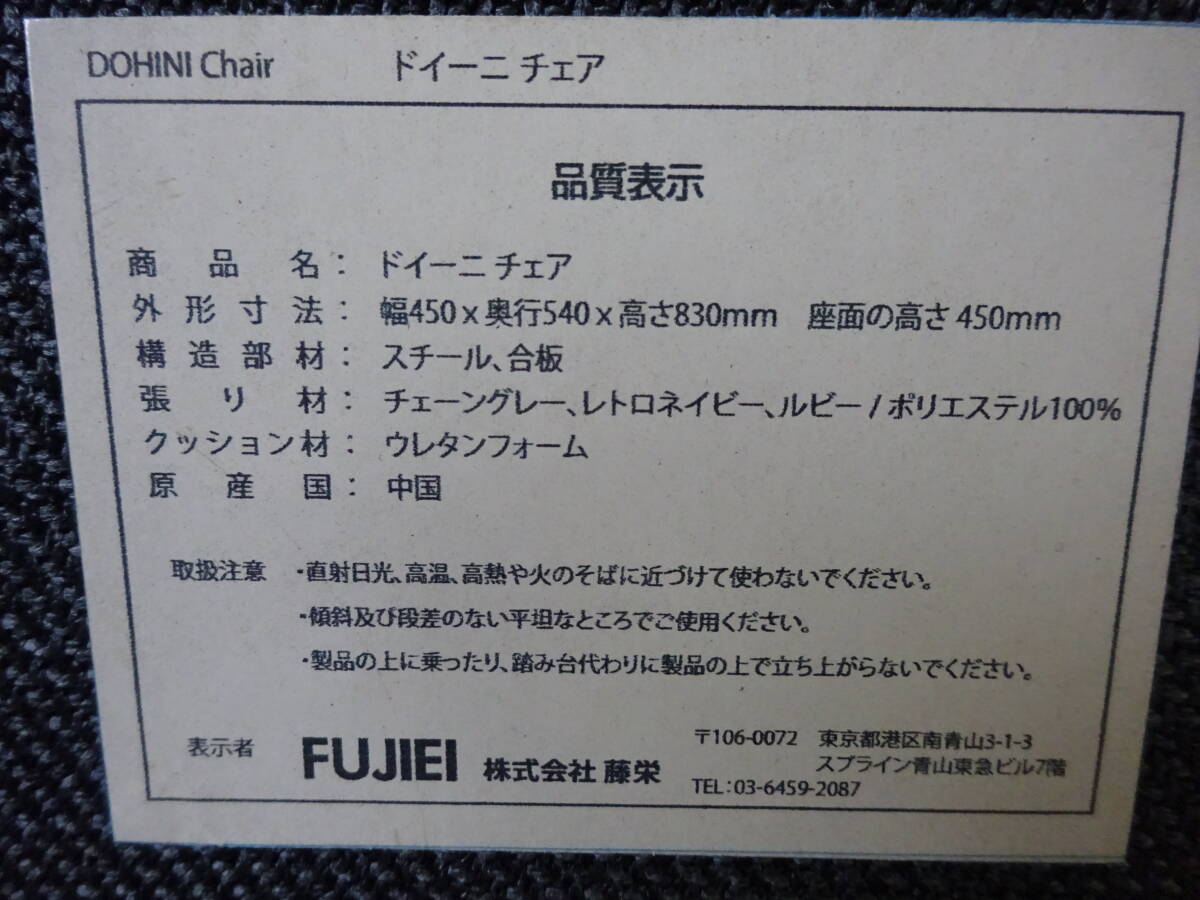 DOHINI Chair ドイーニ チェア
品質表示
商品名： ドイーニ チェア
外形寸法： 幅450x奥行540x高さ830mm 座面の高さ 450mm
構造部材： スチール、合板
張り材： チェーングレー、レトロネイビー、ルビー / ポリエステル100%
クッション材： ウレタンフォーム
原産国： 中国
取扱注意 ・直射日光、高温、高熱や火のそばに近づけて使わないでください。
・傾斜及び段差のない平坦なところでご使用ください。
・製品の上に乗ったり、踏み台代わりに製品の上で立ち上がらないでください。
表示者 FUJIEI 株式会社 藤栄
〒106-0072 東京都港区南青山3-1-3
スプライン青山東急ビル7階
TEL：03-6459-2087